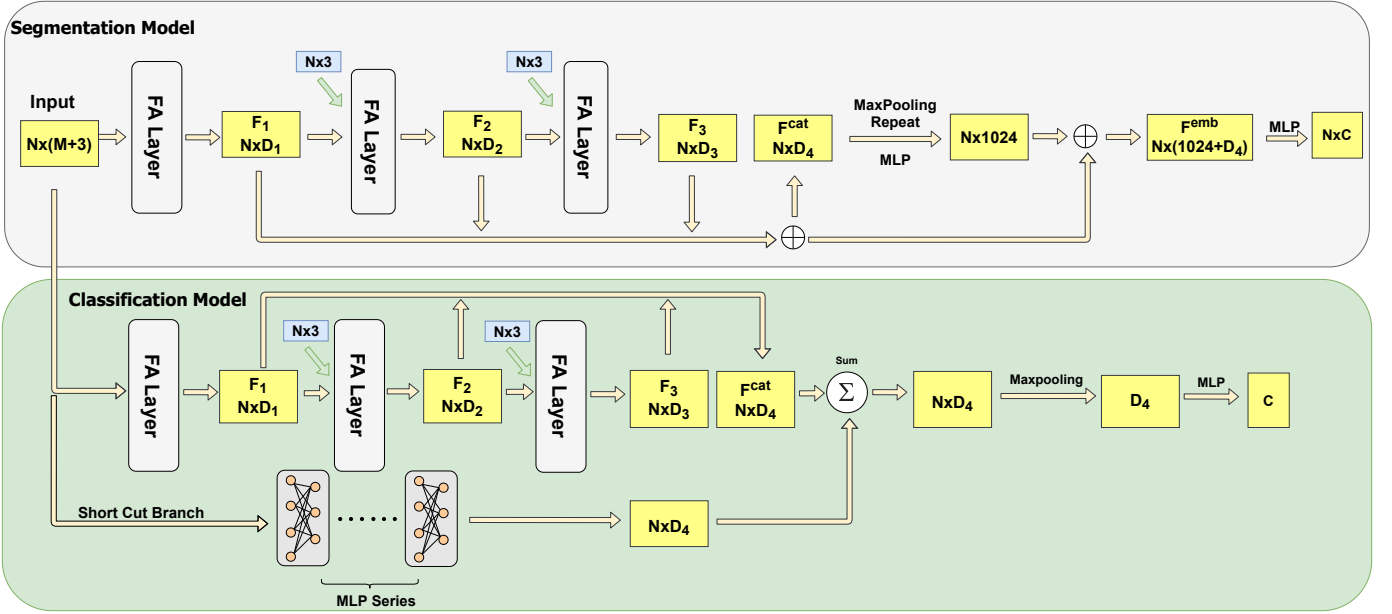 Segmentation Model
Input
Nx(M+3)
FA Layer
F1
NxD1
Nx3
FA Layer
F2
NxD2
Nx3
FA Layer
F3
NxD3
Fcat
NxD4
MaxPooling
Repeat
MLP
Nx1024
Femb
Nx(1024+D4)
MLP
NxC
Classification Model
FA Layer
F1
NxD1
Nx3
FA Layer
F2
NxD2
Nx3
FA Layer
F3
NxD3
Fcat
NxD4
Sum
Σ
NxD4
Maxpooling
D4
MLP
C
Short Cut Branch
MLP Series
NxD4